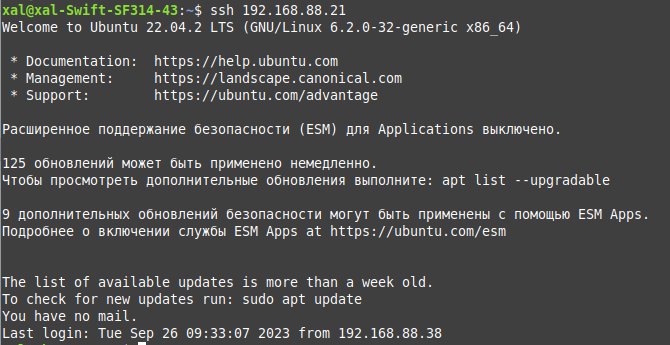 xal@xal-Swift-SF314-43:~$ ssh 192.168.88.21
Welcome to Ubuntu 22.04.2 LTS (GNU/Linux 6.2.0-32-generic x86_64)
* Documentation:  https://help.ubuntu.com
* Management:     https://landscape.canonical.com
* Support:        https://ubuntu.com/advantage
Расширенное поддержание безопасности (ESM) для Applications выключено.
125 обновлений может быть применено немедленно.
Чтобы просмотреть дополнительные обновления выполните: apt list --upgradable
9 дополнительных обновлений безопасности могут быть применены с помощью ESM Apps.
Подробнее о включении службы ESM Apps at https://ubuntu.com/esm
The list of available updates is more than a week old.
To check for new updates run: sudo apt update
You have no mail.
Last login: Tue Sep 26 09:33:07 2023 from 192.168.88.38